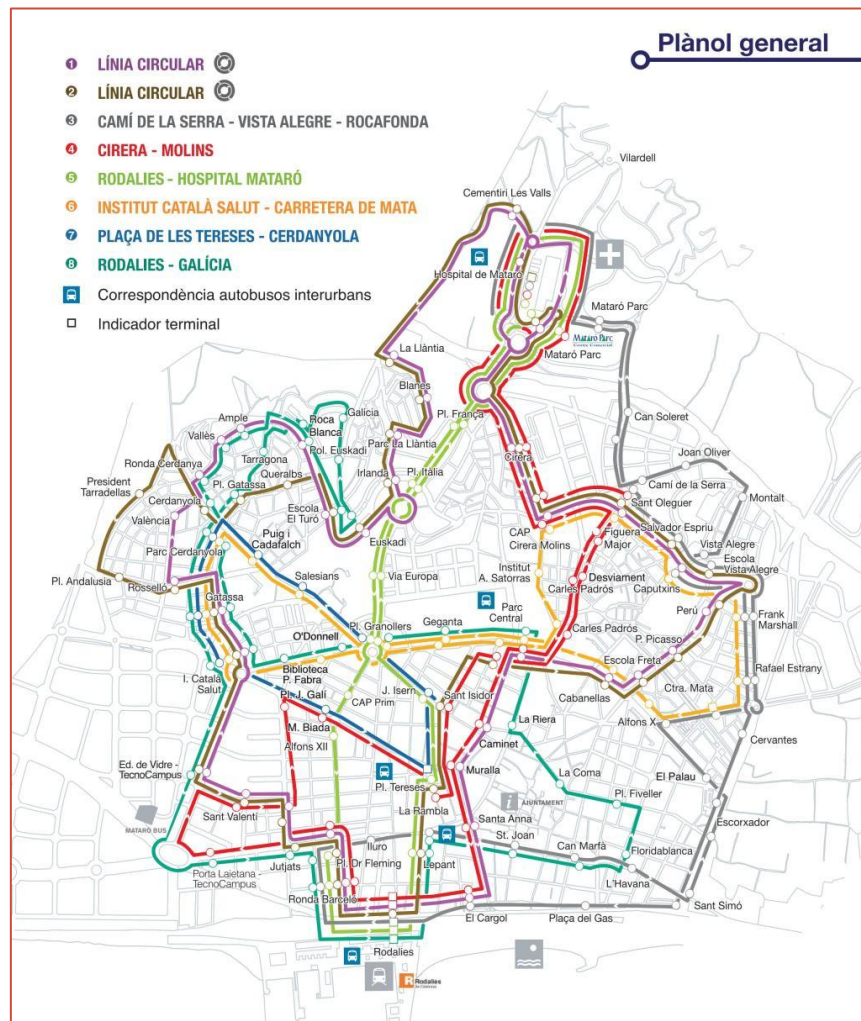 Plànol general
1 LÍNIA CIRCULAR
2 LÍNIA CIRCULAR
3 CAMÍ DE LA SERRA - VISTA ALEGRE - ROCAFONDA
4 CIRERA - MOLINS
5 RODALIES - HOSPITAL MATARÓ
6 INSTITUT CATALÀ SALUT - CARRETERA DE MATA
7 PLAÇA DE LES TERESES - CERDANYOLA
8 RODALIES - GALÍCIA
Correspondència autobusos interurbans
Indicador terminal
Vilardell
Cementiri Les Valls
Hospital de Mataró
Mataró Parc
Mataró Parc
Mataró Parc
La Llàntia
Blanes
Pl. França
Can Soleret
Ample
Roca
Blanca
Galícia
Vallès
Pol. Euskadi
Parc La Llàntia
Joan Oliver
Tarragona
Cirera
Ronda Cerdanya
Queralbs
Irlanda
Pl. Itàlia
Camí de la Serra
President
Tarradellas
Pl. Gatassa
Montalt
Cerdanyola
Sant Oleguer
València
Escola
El Turó
CAP
Cirera Molins
Figuera
Major
Salvador Espriu
Puig i
Cadafalch
Euskadi
Vista Alegre
Parc Cerdanyola
Escola
Vista Alegre
Institut
A. Satorras
Pl. Andalusia
Rosselló
Salesians
Via Europa
Desviament
Carles Padrós
Caputxins
Gatassa
Parc
Central
Perú
Frank
Marshall
Geganta
O'Donnell
Pl. Granollers
Carles Padrós
P. Picasso
Escola Freta
I. Català
Salut
Biblioteca
P. Fabra
Rafael Estrany
Pl. J. Galí
J. Isern
Sant Isidor
Cabanellas
Ctra. Mata
CAP Prim
M. Biada
La Riera
Alfons X
Alfons XII
Caminet
Cervantes
Ed. de Vidre -
TecnoCampus
Muralla
La Coma
El Palau
Pl. Tereses
Pl. Fiveller
La Rambla
AJUNTAMENT
Sant Valentí
Escorxador
MATARÓ BUS
Santa Anna
Iluro
St. Joan
Pl. Dr Fleming
Lepant
Can Marfà
Floridablanca
Jutjats
Porta Laietana -
TecnoCampus
L'Havana
Ronda Barceló
Sant Simó
El Cargol
Plaça del Gas
Rodalies
Rodalies